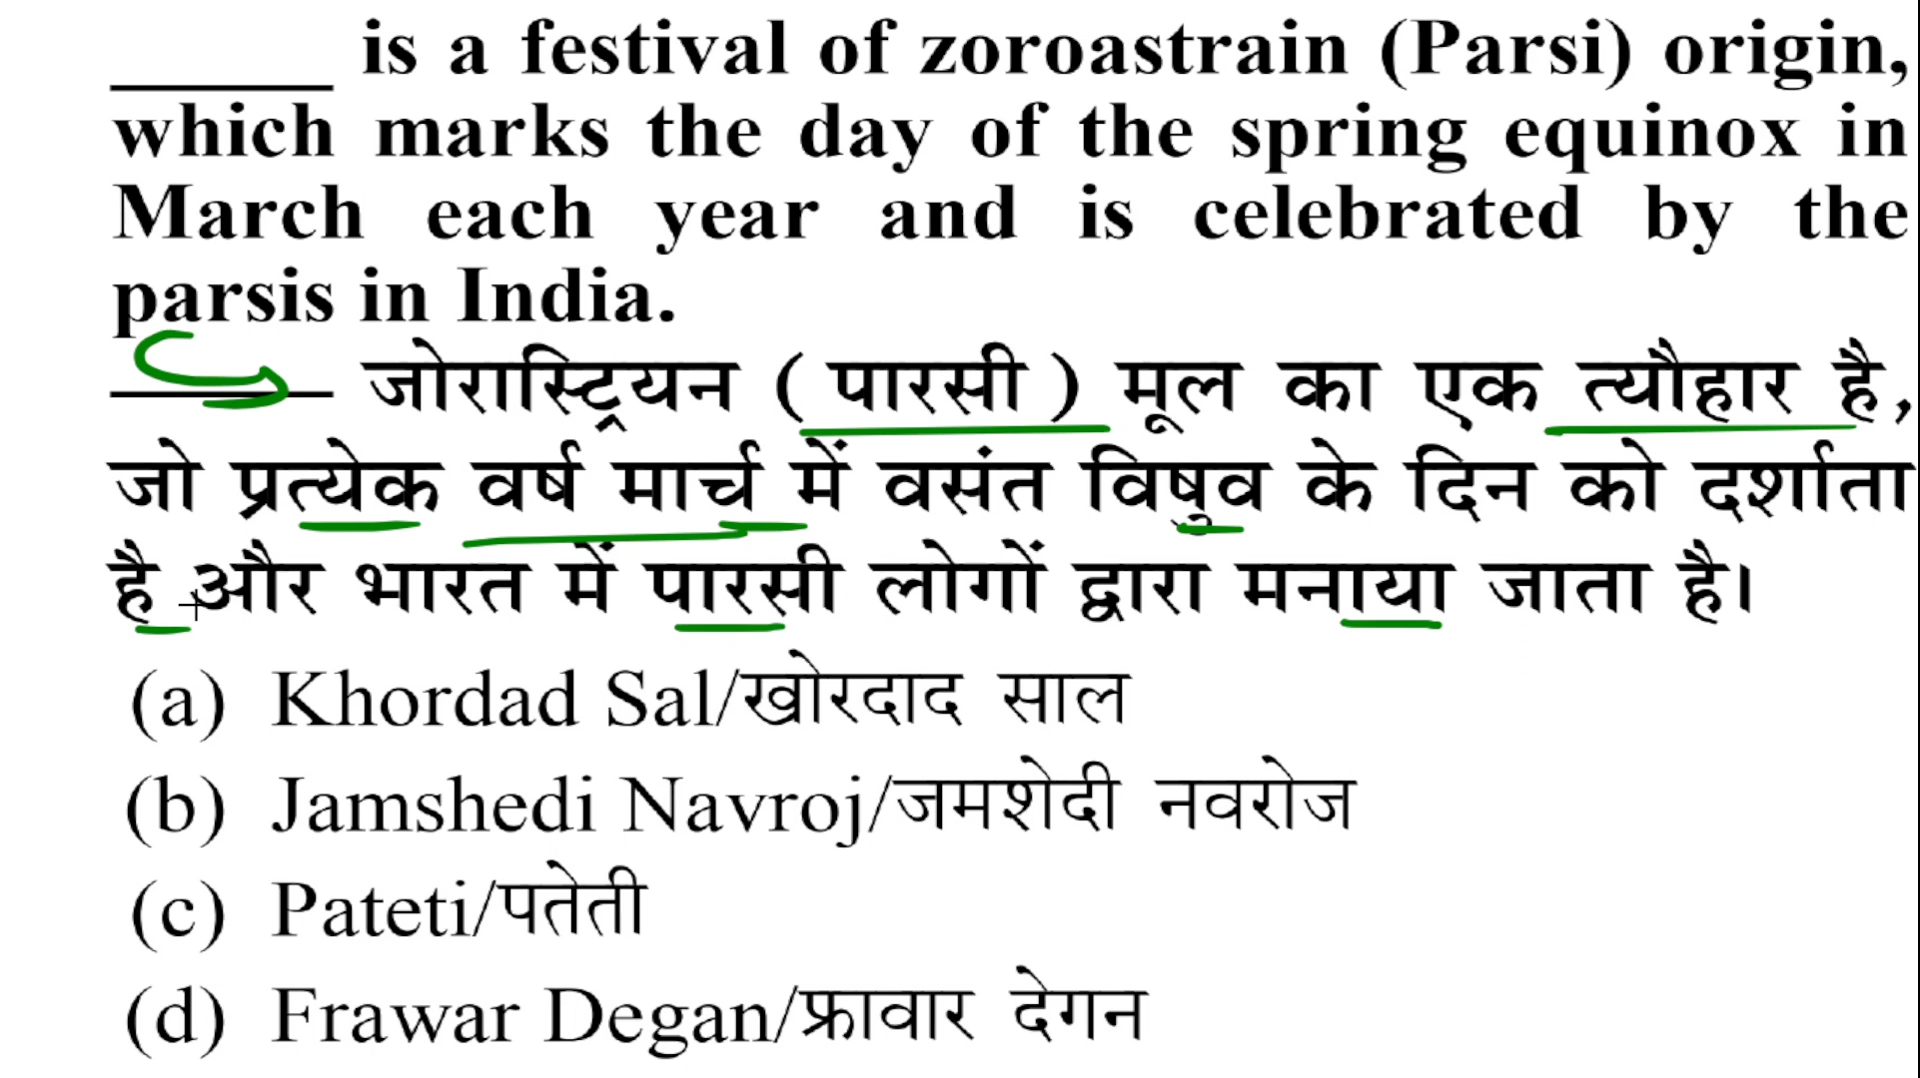 _____ is a festival of zoroastrain (Parsi) origin,
which marks the day of the spring equinox in
March each year and is celebrated by the
parsis in India.
_____ जोरास्ट्रियन (पारसी) मूल का एक त्यौहार है,
जो प्रत्येक वर्ष मार्च में वसंत विषुव के दिन को दर्शाता
है और भारत में पारसी लोगों द्वारा मनाया जाता है।
(a) Khordad Sal/खोरदाद साल
(b) Jamshedi Navroj/जमशेदी नवरोज
(c) Pateti/पतेती
(d) Frawar Degan/फ्रावार देगन